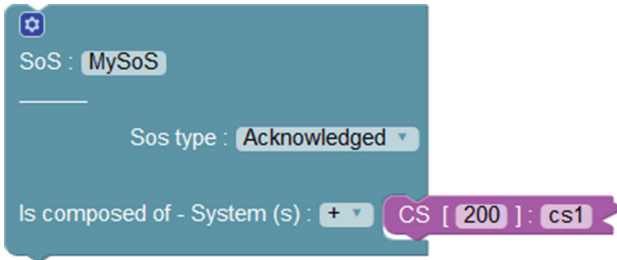 SoS : MySoS
Sos type : Acknowledged
Is composed of - System (s) : + CS [ 200 ] : cs1